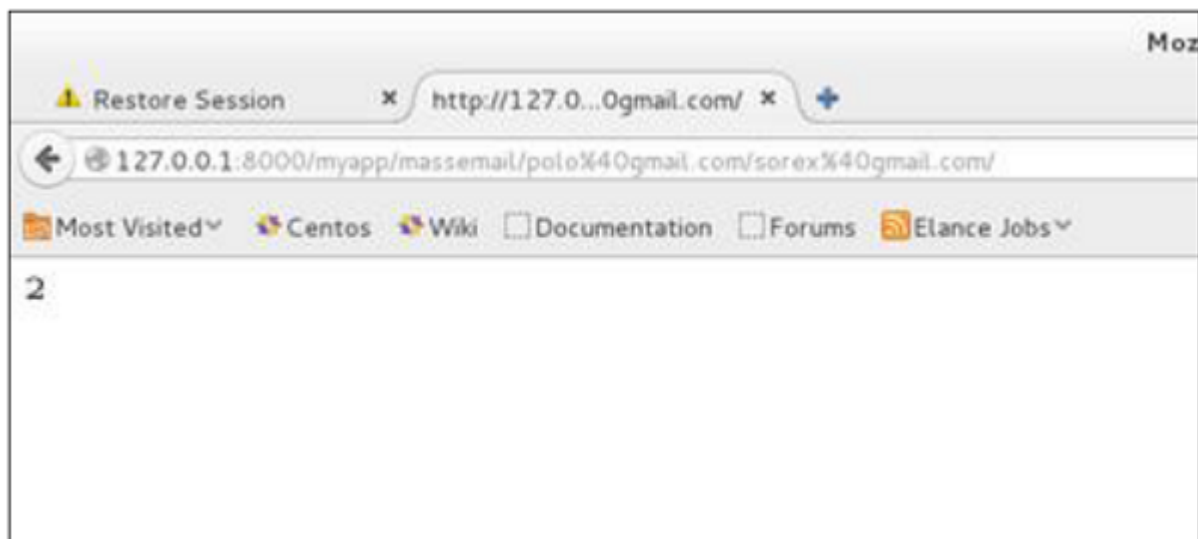 Moz
Restore Session
http://127.0...0gmail.com/
127.0.0.1:8000/myapp/massemail/polo%40gmail.com/sorex%40gmail.com/
Most Visited Centos Wiki Documentation Forums Elance Jobs
2